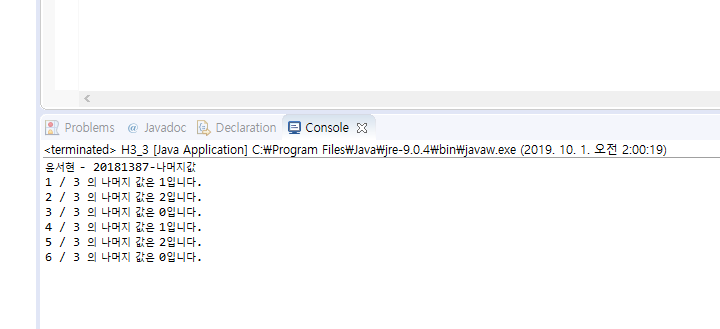 Problems @ Javadoc Declaration Console
<terminated> H3_3 [Java Application] C:₩Program Files₩Java₩jre-9.0.4₩bin₩javaw.exe (2019. 10. 1. 오전 2:00:19)
윤서현 - 20181387-나머지값
1 / 3 의 나머지 값은 1입니다.
2 / 3 의 나머지 값은 2입니다.
3 / 3 의 나머지 값은 0입니다.
4 / 3 의 나머지 값은 1입니다.
5 / 3 의 나머지 값은 2입니다.
6 / 3 의 나머지 값은 0입니다.